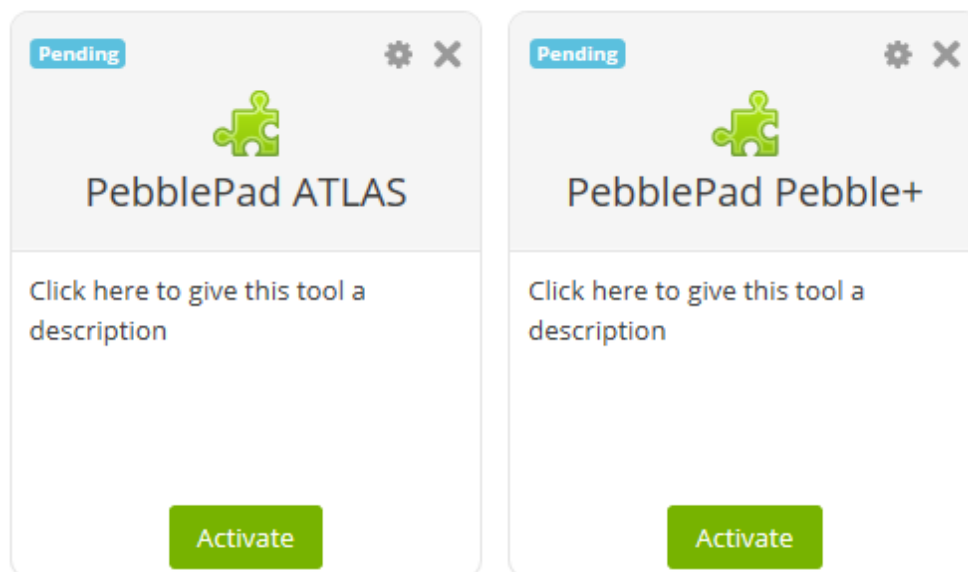 Pending
PebblePad ATLAS
Click here to give this tool a
description
Activate
Pending
PebblePad Pebble+
Click here to give this tool a
description
Activate